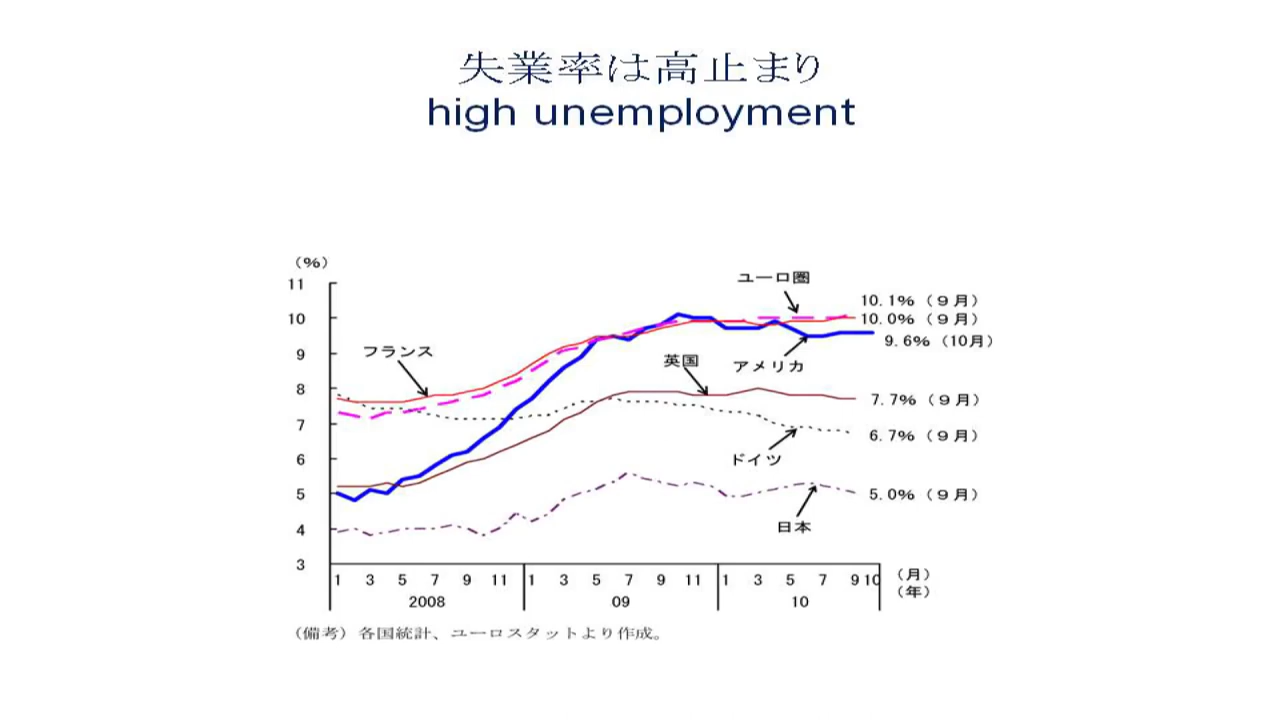 失業率は高止まり
high unemployment
（%）
11
10
9
8
7
6
5
4
3
ユーロ圏
フランス
英国
アメリカ
ドイツ
日本
10.1%（９月）
10.0%（９月）
9.6%（10月）
7.7%（９月）
6.7%（９月）
5.0%（９月）
1 3 5 7 9 11 1 3 5 7 9 11 1 3 5 7 9 10 （月）
2008 09 10 （年）
（備考）各国統計、ユーロスタットより作成。